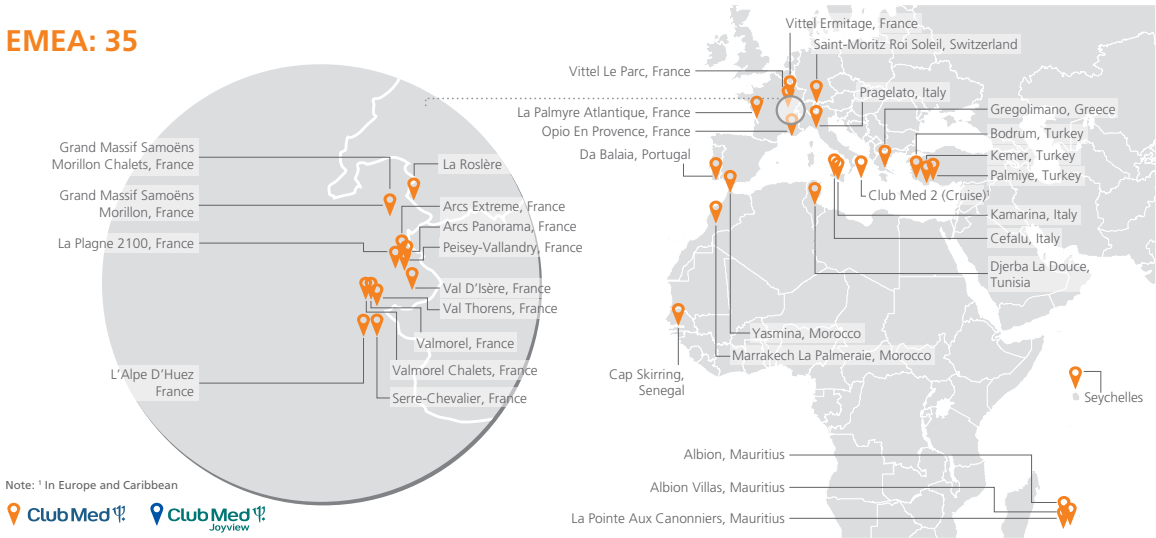 EMEA: 35
Grand Massif Samoëns
Morillon Chalets, France
Grand Massif Samoëns
Morillon, France
La Plagne 2100, France
L'Alpe D'Huez
France
La Roslère
Arcs Extreme, France
Arcs Panorama, France
Peisey-Vallandry, France
Val D'Isère, France
Val Thorens, France
Valmorel, France
Valmorel Chalets, France
Serre-Chevalier, France
Vittel Ermitage, France
Saint-Moritz Roi Soleil, Switzerland
Vittel Le Parc, France
Pragelato, Italy
La Palmyre Atlantique, France
Opio En Provence, France
Da Balaia, Portugal
Gregolimano, Greece
Bodrum, Turkey
Kemer, Turkey
Palmiye, Turkey
Club Med 2 (Cruise)¹
Kamarina, Italy
Cefalu, Italy
Djerba La Douce,
Tunisia
Yasmina, Morocco
Marrakech La Palmeraie, Morocco
Cap Skirring,
Senegal
Seychelles
Albion, Mauritius
Albion Villas, Mauritius
La Pointe Aux Canonniers, Mauritius
Note: ¹ In Europe and Caribbean
Club Med
Club Med
Joyview